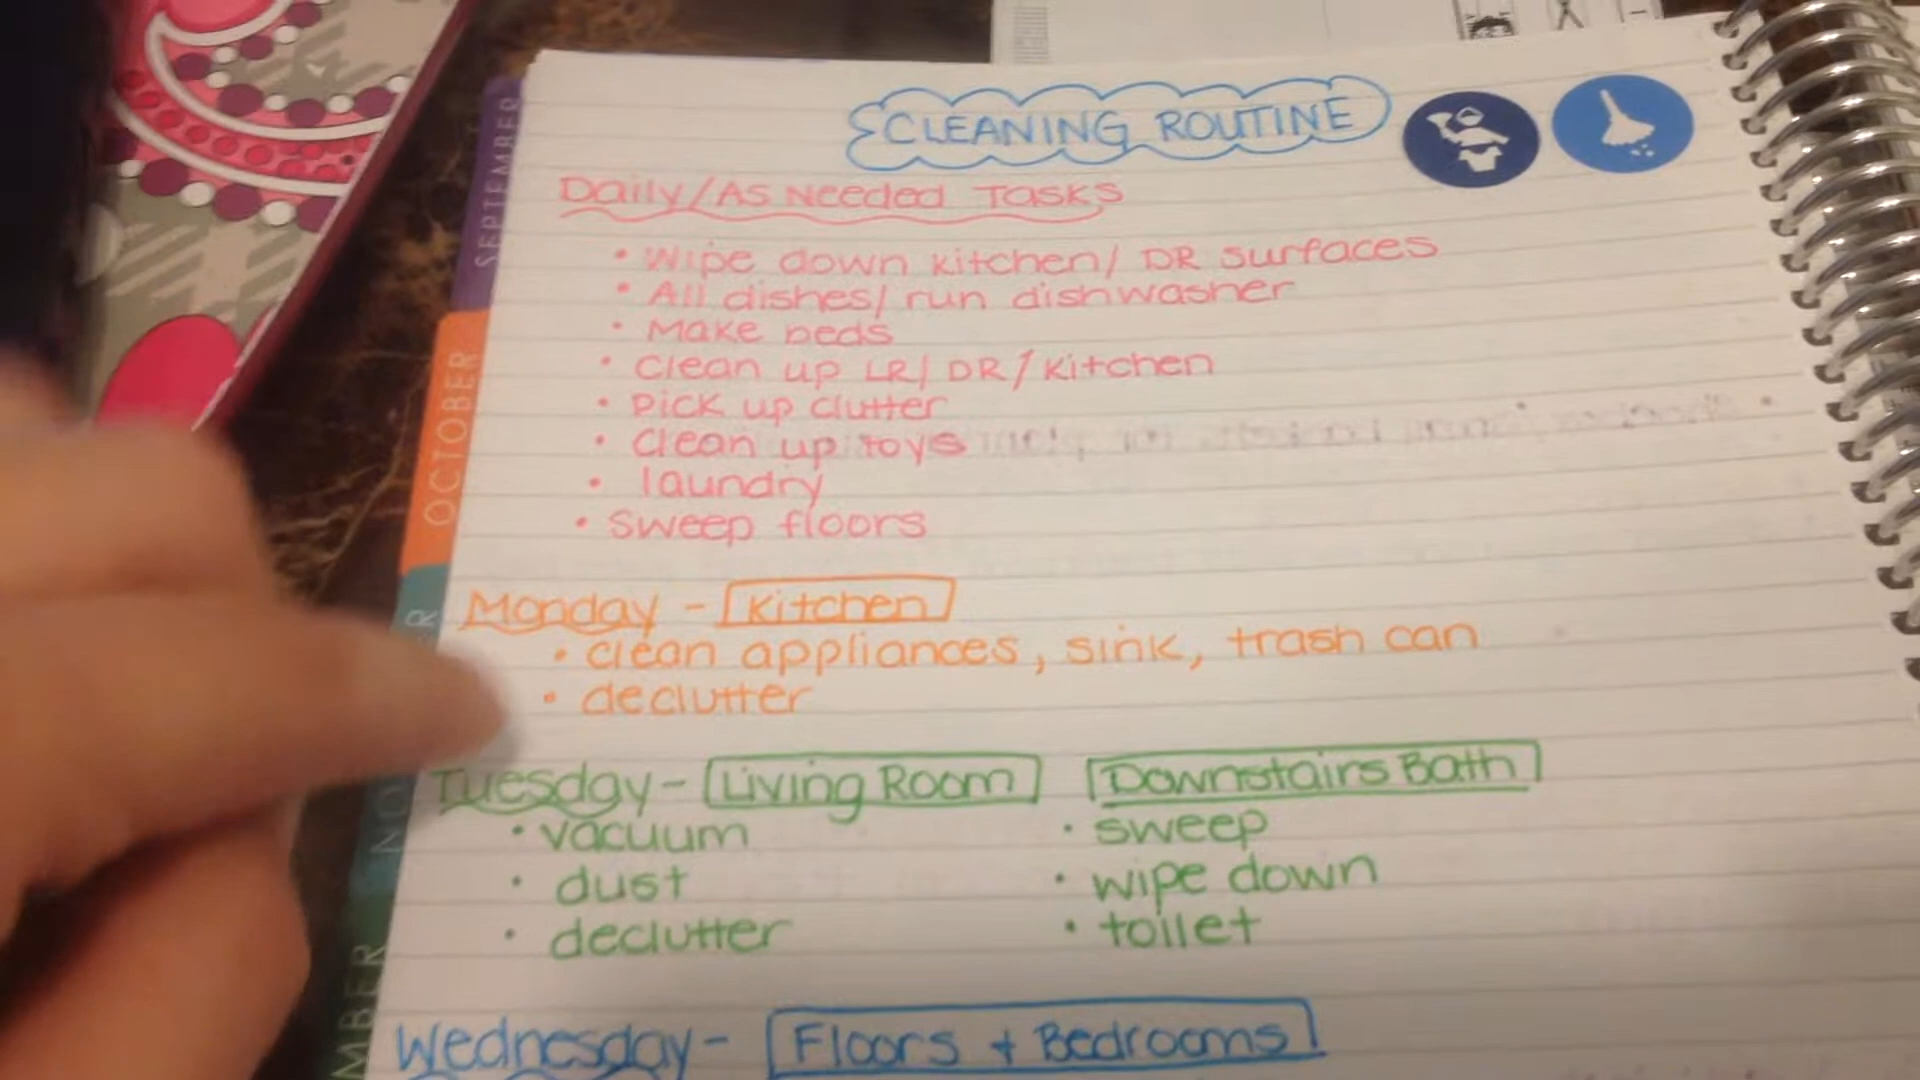 CLEANING ROUTINE
Daily/As Needed Tasks
• Wipe down kitchen/ DR surfaces
• All dishes/ run dishwasher
• Make beds
• Clean up LR/ DR/ Kitchen
• Pick up clutter
• Clean up toys
• laundry
• Sweep floors
Monday - Kitchen
• clean appliances, sink, trash can
• declutter
Tuesday - Living Room Downstairs Bath
• vacuum • sweep
• dust • wipe down
• declutter • toilet
Wednesday - Floors + Bedrooms
SEPTEMBER
OCTOBER